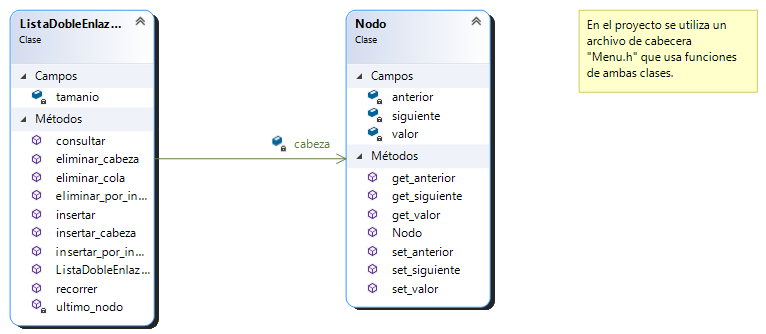 ListaDobleEnlaz...
Clase
Campos
tamanio
Métodos
consultar
eliminar_cabeza
eliminar_cola
eliminar_por_in...
insertar
insertar_cabeza
insertar_por_in...
ListaDobleEnlaz...
recorrer
ultimo_nodo
cabeza
Nodo
Clase
Campos
anterior
siguiente
valor
Métodos
get_anterior
get_siguiente
get_valor
Nodo
set_anterior
set_siguiente
set_valor
En el proyecto se utiliza un
archivo de cabecera
"Menu.h" que usa funciones
de ambas clases.